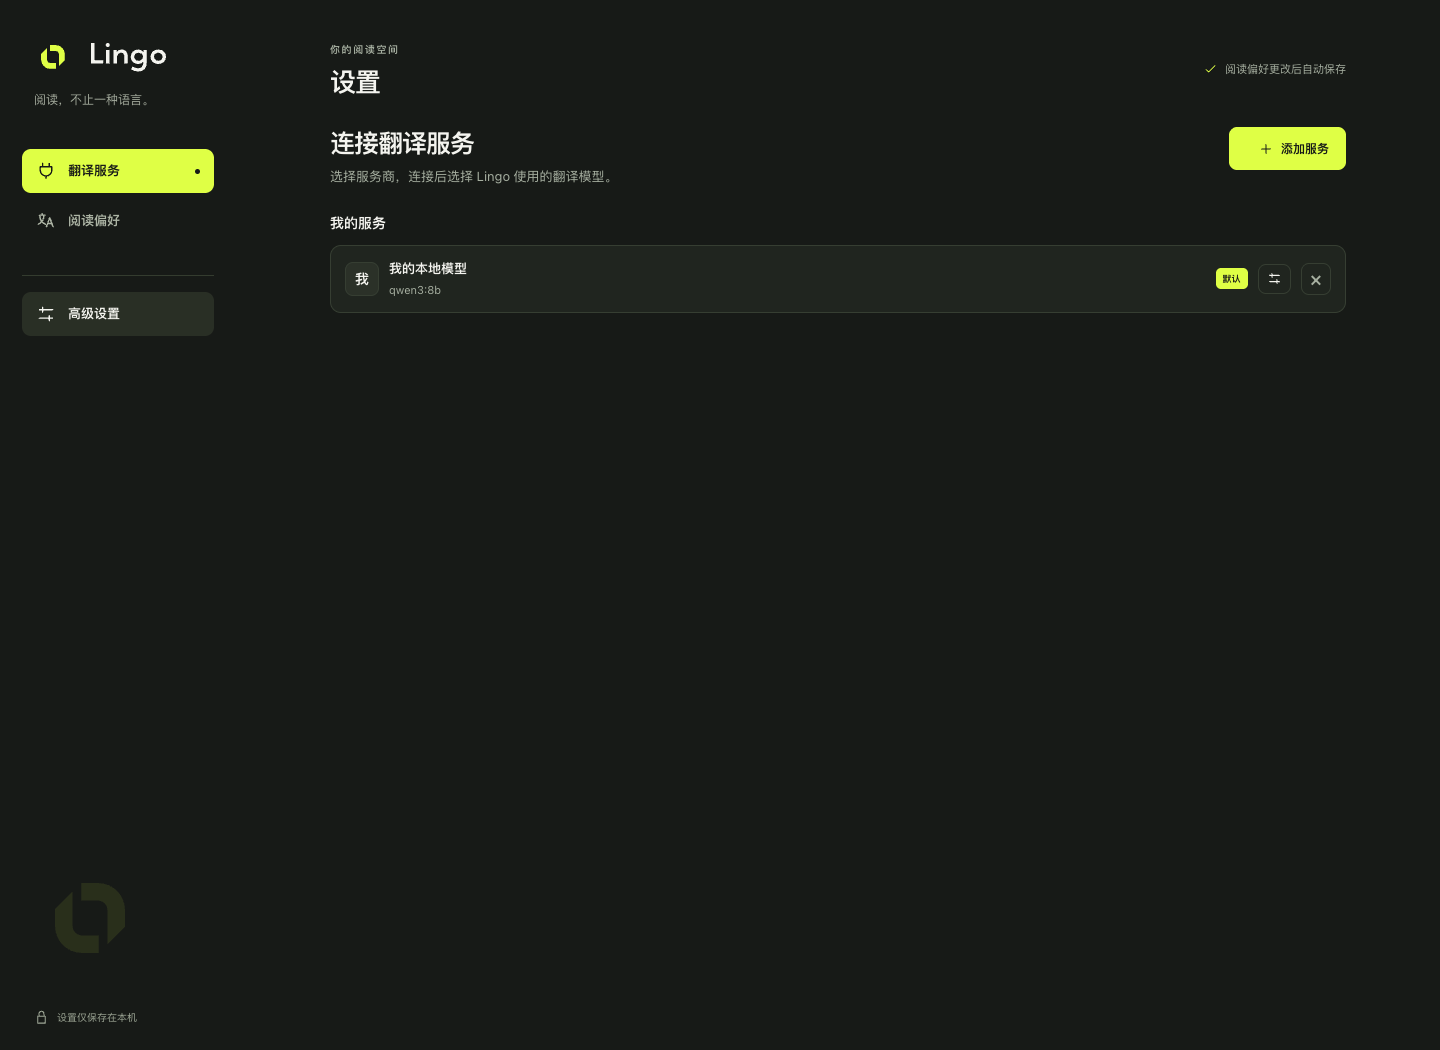 Lingo
阅读，不止一种语言。
翻译服务
阅读偏好
高级设置
设置仅保存在本机
你的阅读空间
设置
阅读偏好更改后自动保存
连接翻译服务
选择服务商，连接后选择 Lingo 使用的翻译模型。
添加服务
我的服务
我
我的本地模型
qwen3:8b
默认